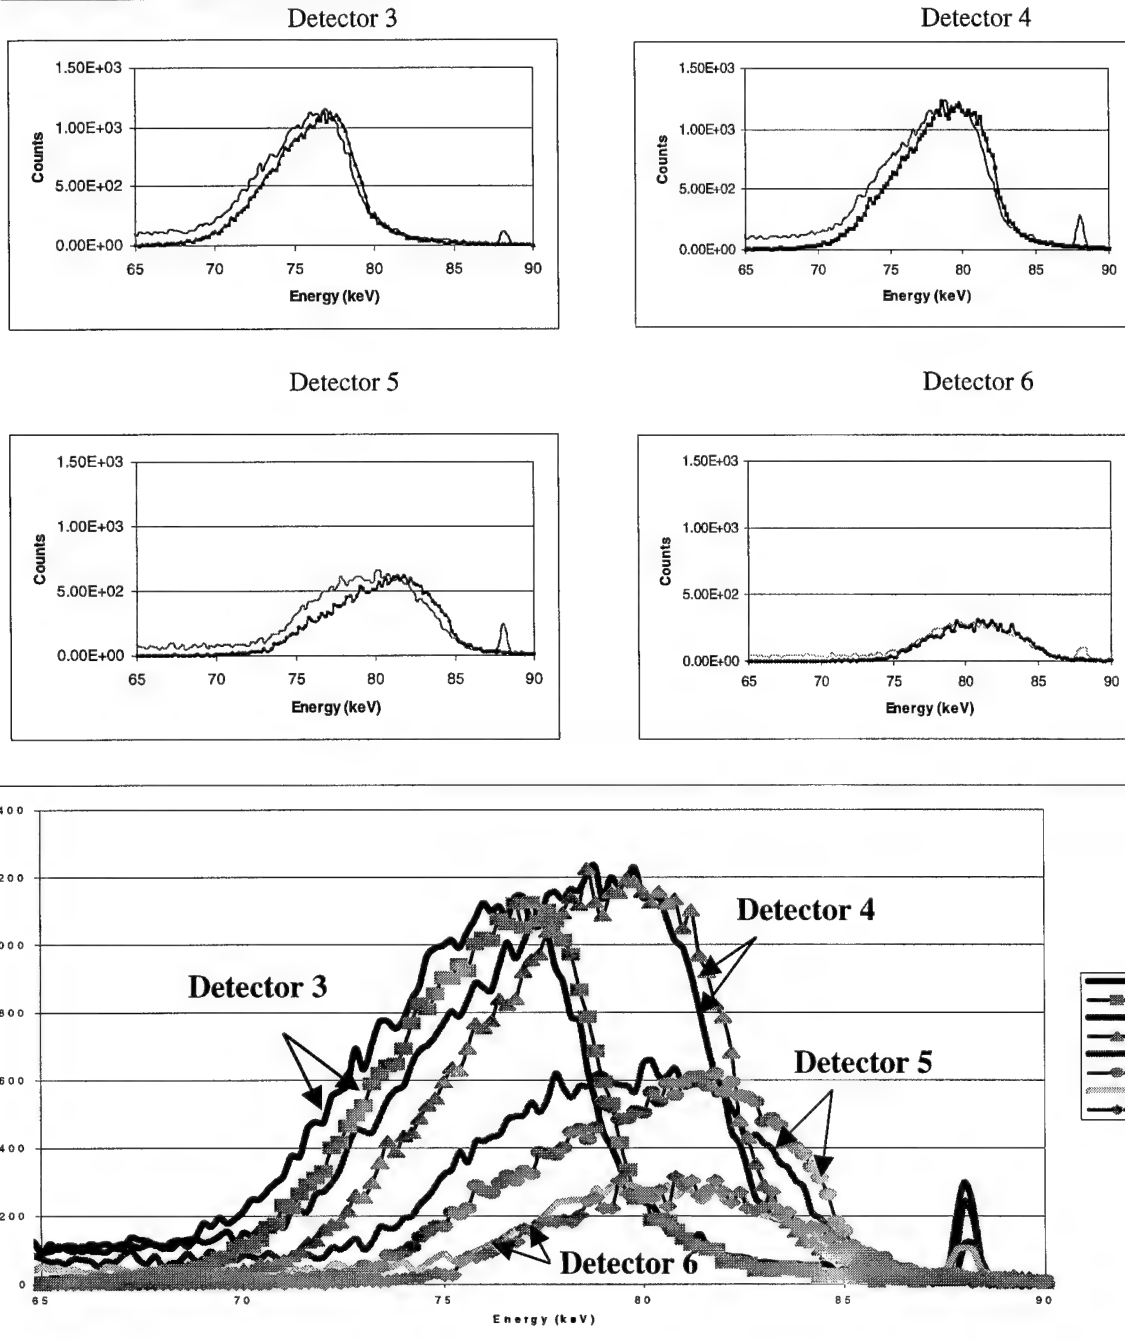 Detector 3
Detector 4
1.50E+03
1.00E+03
5.00E+02
0.00E+00
Counts
65 70 75 80 85 90
Energy (keV)
1.50E+03
1.00E+03
5.00E+02
0.00E+00
Counts
65 70 75 80 85 90
Energy (keV)
Detector 5
Detector 6
1.50E+03
1.00E+03
5.00E+02
0.00E+00
Counts
65 70 75 80 85 90
Energy (keV)
1.50E+03
1.00E+03
5.00E+02
0.00E+00
Counts
65 70 75 80 85 90
Energy (keV)
400
200
000
800
600
400
200
0
Detector 4
Detector 3
Detector 5
Detector 6
65 70 75 80 85 90
Energy (keV)